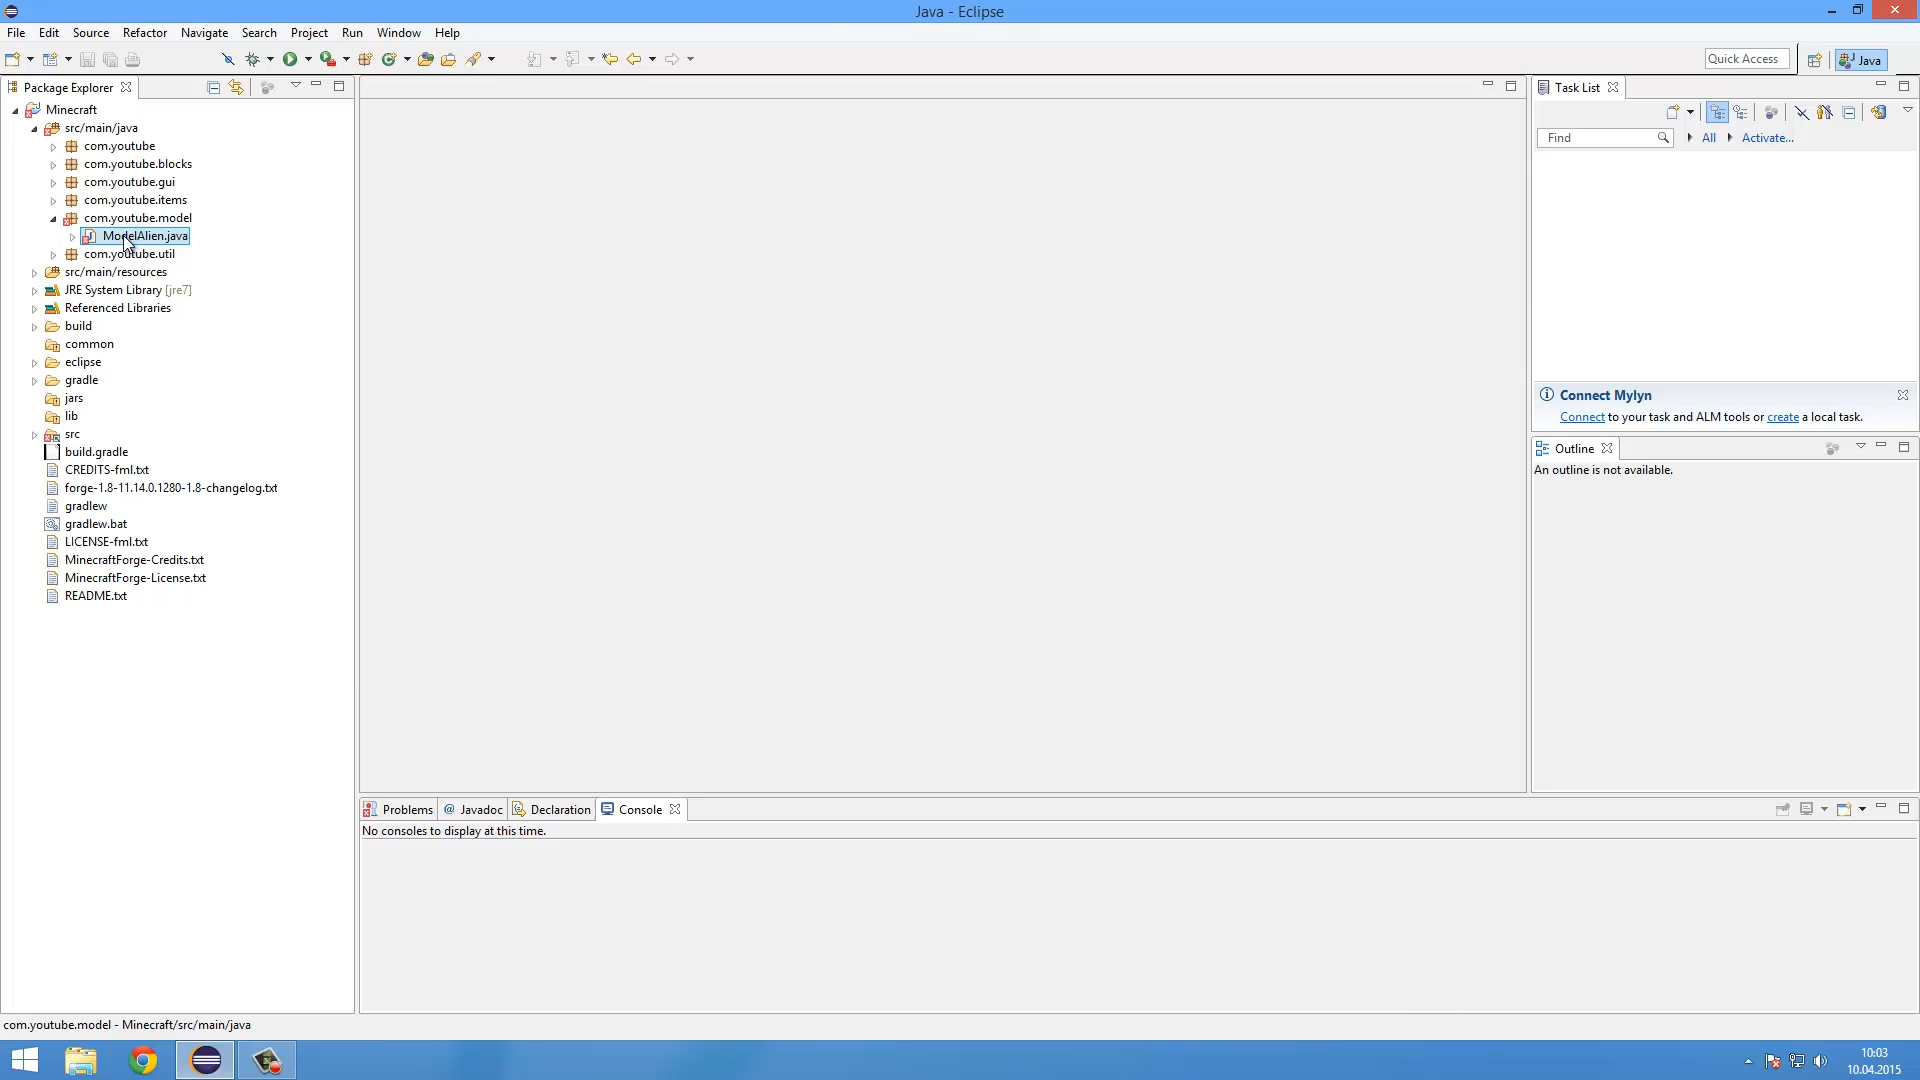 Java - Eclipse
File Edit Source Refactor Navigate Search Project Run Window Help
Quick Access
Java
Package Explorer
Minecraft
src/main/java
com.youtube
com.youtube.blocks
com.youtube.gui
com.youtube.items
com.youtube.model
ModelAlien.java
com.youtube.util
src/main/resources
JRE System Library [jre7]
Referenced Libraries
build
common
eclipse
gradle
jars
lib
src
build.gradle
CREDITS-fml.txt
forge-1.8-11.14.0.1280-1.8-changelog.txt
gradlew
gradlew.bat
LICENSE-fml.txt
MinecraftForge-Credits.txt
MinecraftForge-License.txt
README.txt
Task List
Find
All
Activate...
Connect Mylyn
Connect to your task and ALM tools or create a local task.
Outline
An outline is not available.
Problems
@ Javadoc
Declaration
Console
No consoles to display at this time.
com.youtube.model - Minecraft/src/main/java
10:03
10.04.2015